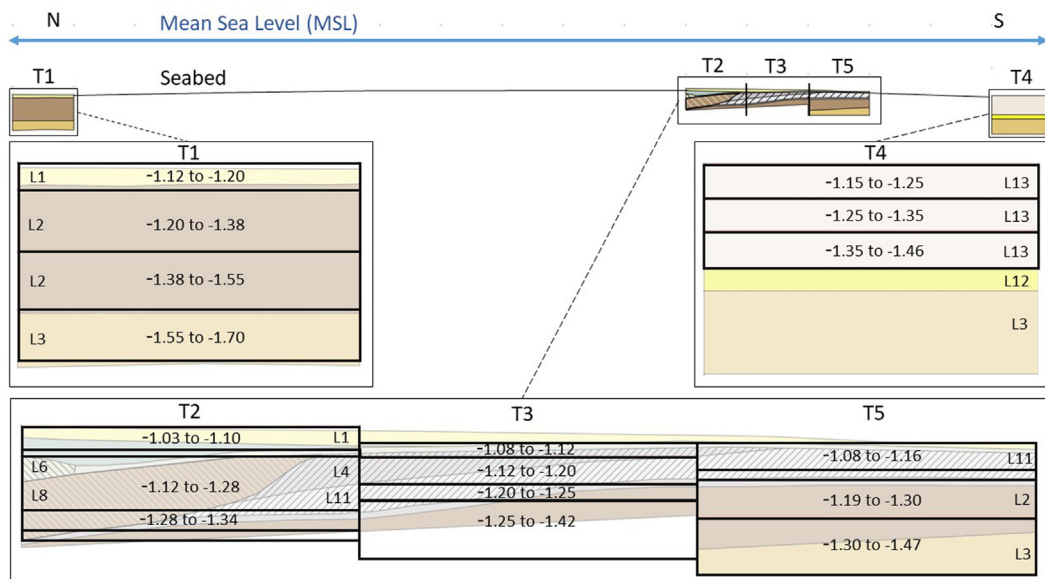 N
S
Mean Sea Level (MSL)
T1
Seabed
T2
T3
T5
T4
T1
L1
-1.12 to -1.20
L2
-1.20 to -1.38
L2
-1.38 to -1.55
L3
-1.55 to -1.70
T4
-1.15 to -1.25
L13
-1.25 to -1.35
L13
-1.35 to -1.46
L13
L12
L3
T2
-1.03 to -1.10
L1
L6
L8
-1.12 to -1.28
L4
L11
-1.28 to -1.34
T3
-1.08 to -1.12
-1.12 to -1.20
-1.20 to -1.25
-1.25 to -1.42
T5
-1.08 to -1.16
L11
-1.19 to -1.30
L2
-1.30 to -1.47
L3